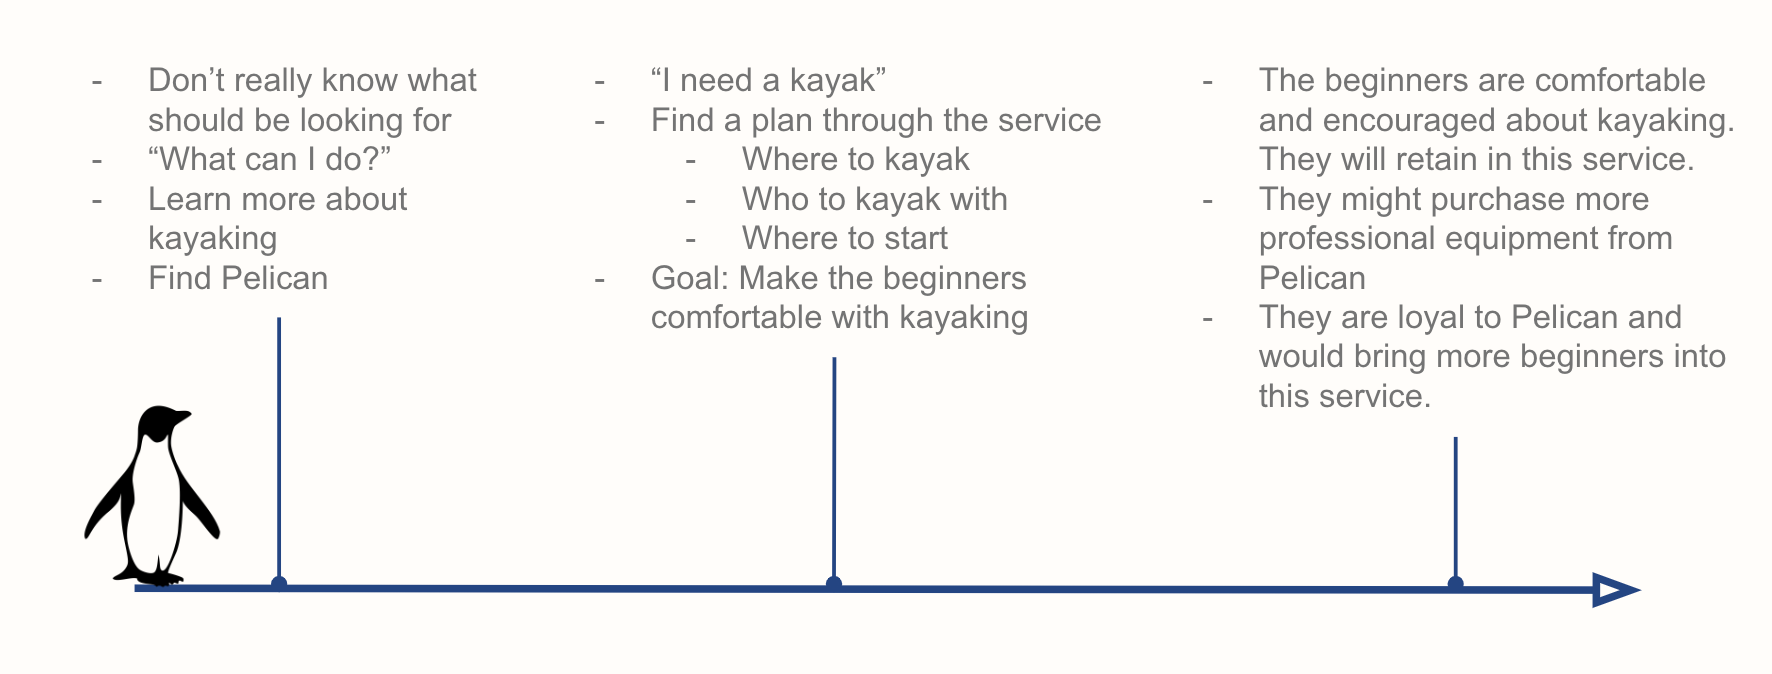 - Don’t really know what
should be looking for
- “What can I do?”
- Learn more about
kayaking
- Find Pelican
- “I need a kayak”
- Find a plan through the service
- Where to kayak
- Who to kayak with
- Where to start
- Goal: Make the beginners
comfortable with kayaking
- The beginners are comfortable
and encouraged about kayaking.
They will retain in this service.
- They might purchase more
professional equipment from
Pelican
- They are loyal to Pelican and
would bring more beginners into
this service.